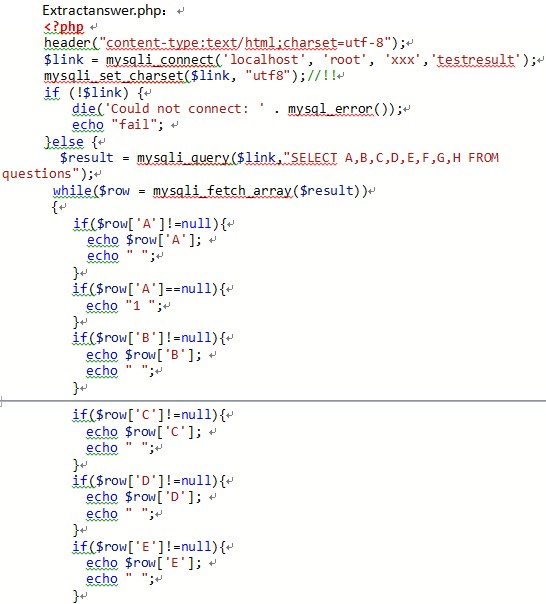 Extractanswer.php：
<?php
header("content-type:text/html;charset=utf-8");
$link = mysqli_connect('localhost', 'root', 'xxx','testresult');
mysqli_set_charset($link, "utf8");//!!
if (!$link) {
die('Could not connect: ' . mysql_error());
echo "fail";
}else {
$result = mysqli_query($link,"SELECT A,B,C,D,E,F,G,H FROM
questions");
while($row = mysqli_fetch_array($result))
{
if($row['A']!=null){
echo $row['A'];
echo " ";
}
if($row['A']==null){
echo "1 ";
}
if($row['B']!=null){
echo $row['B'];
echo " ";
}
if($row['C']!=null){
echo $row['C'];
echo " ";
}
if($row['D']!=null){
echo $row['D'];
echo " ";
}
if($row['E']!=null){
echo $row['E'];
echo " ";
}